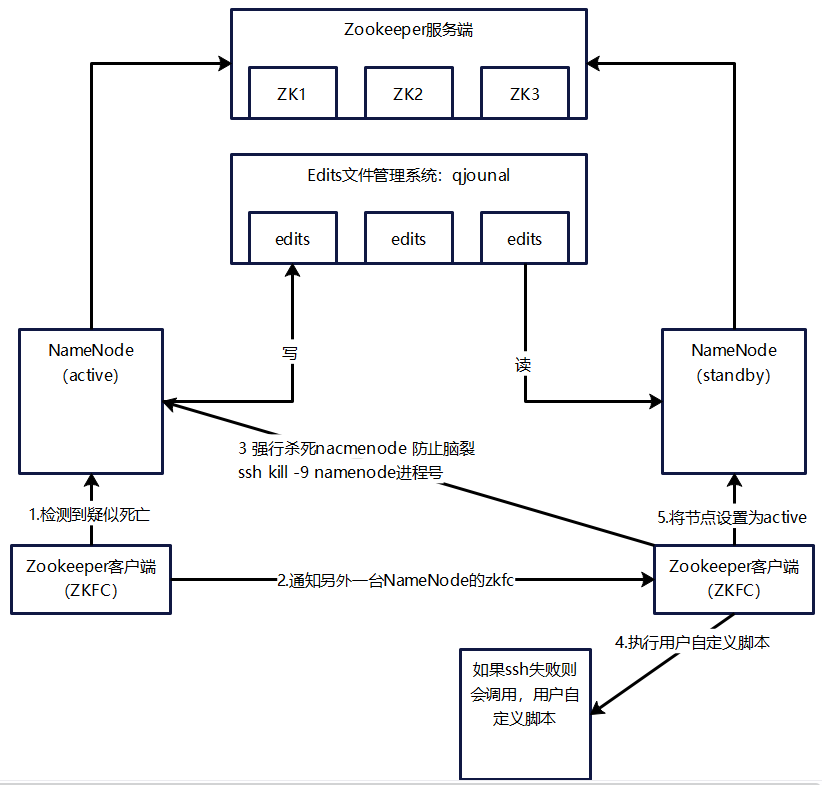 Zookeeper服务端
ZK1
ZK2
ZK3
Edits文件管理系统：qjounal
edits
edits
edits
写
读
NameNode
（active）
NameNode
（standby）
3 强行杀死nacmenode 防止脑裂
ssh kill -9 namenode进程号
1.检测到疑似死亡
5.将节点设置为active
Zookeeper客户端
（ZKFC）
2.通知另外一台NameNode的zkfc
Zookeeper客户端
（ZKFC）
4.执行用户自定义脚本
如果ssh失败则
会调用，用户自
定义脚本